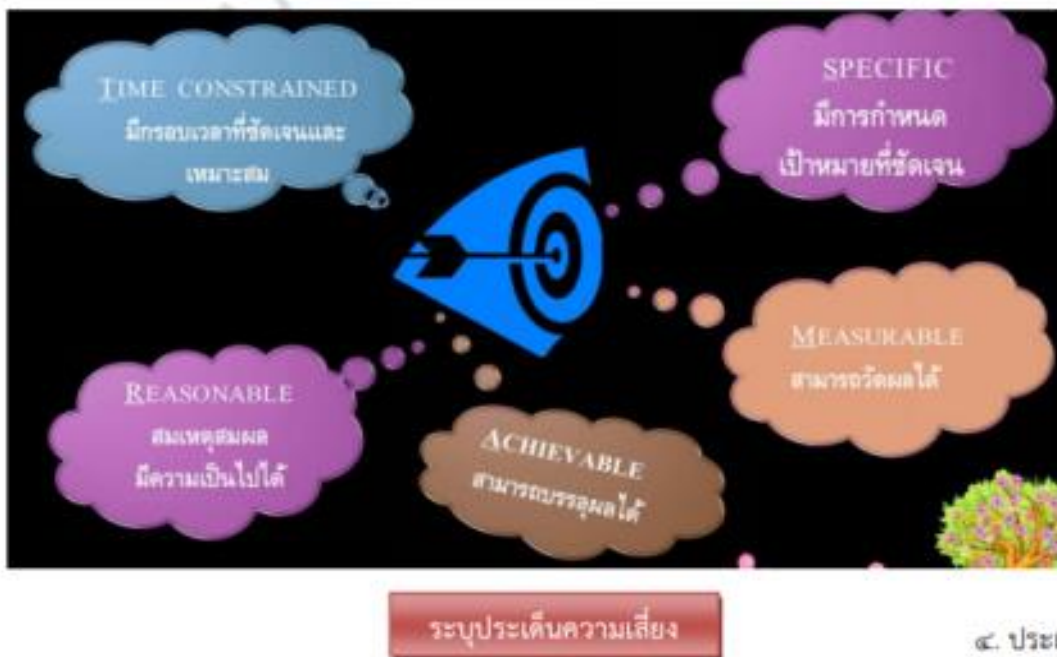 TIME CONSTRAINED
มีกรอบเวลาที่ชัดเจนและ
เหมาะสม
SPECIFIC
มีการกำหนด
เป้าหมายที่ชัดเจน
MEASURABLE
สามารถวัดผลได้
REASONABLE
สมเหตุสมผล
มีความเป็นไปได้
ACHIEVABLE
สามารถบรรลุผลได้
ระบุประเด็นความเสี่ยง
๔.